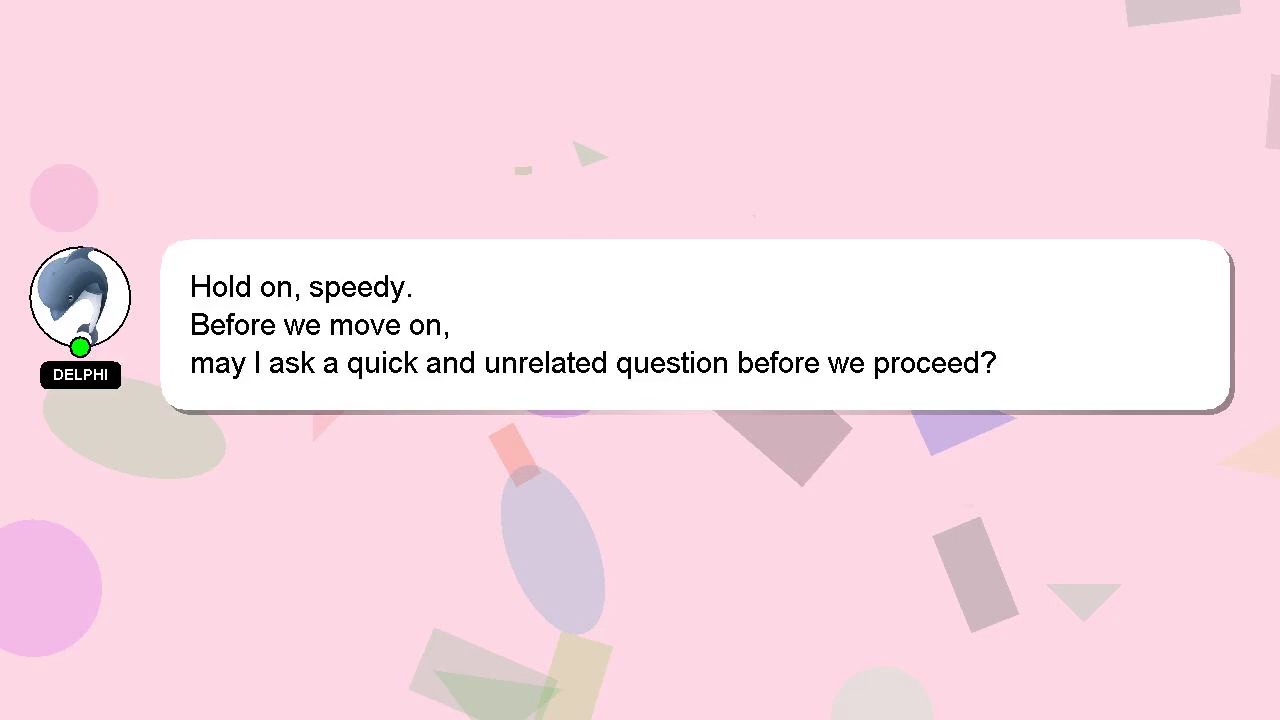 Hold on, speedy.
Before we move on,
may I ask a quick and unrelated question before we proceed?
DELPHI